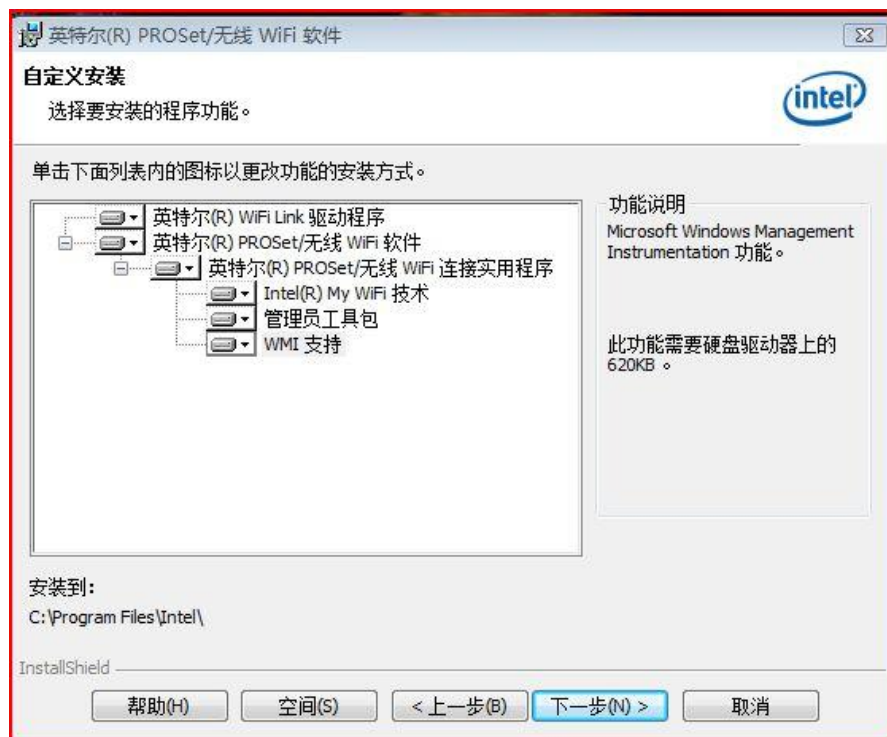 英特尔(R) PROSet/无线 WiFi 软件
自定义安装
选择要安装的程序功能。
intel
单击下面列表内的图标以更改功能的安装方式。
英特尔(R) WiFi Link 驱动程序
英特尔(R) PROSet/无线 WiFi 软件
英特尔(R) PROSet/无线 WiFi 连接实用程序
Intel(R) My WiFi 技术
管理员工具包
WMI 支持
功能说明
Microsoft Windows Management
Instrumentation 功能。
此功能需要硬盘驱动器上的
620KB 。
安装到:
C:\Program Files\Intel\
InstallShield
帮助(H)
空间(S)
< 上一步(B)
下一步(N) >
取消